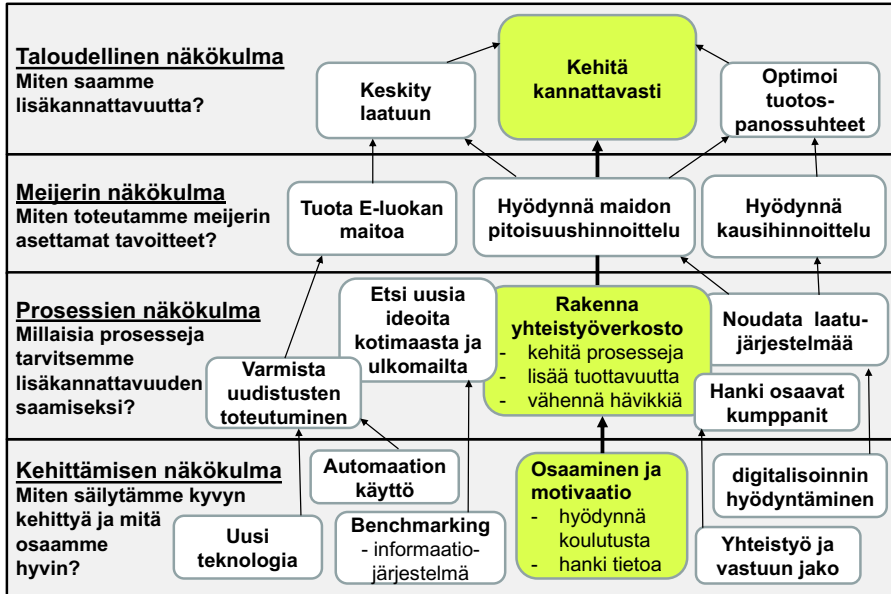 Taloudellinen näkökulma
Miten saamme
lisäkannattavuutta?
Keskity
laatuun
Kehitä
kannattavasti
Optimoi
tuotos-
panossuhteet
Meijerin näkökulma
Miten toteutamme meijerin
asettamat tavoitteet?
Tuota E-luokan
maitoa
Hyödynnä maidon
pitoisuushinnoittelu
Hyödynnä
kausihinnoittelu
Prosessien näkökulma
Millaisia prosesseja
tarvitsemme
lisäkannattavuuden
saamiseksi?
Varmista
uudistusten
toteutuminen
Etsi uusia
ideoita
kotimaasta ja
ulkomailta
Rakenna
yhteistyöverkosto
- kehitä prosesseja
- lisää tuottavuutta
- vähennä hävikkiä
Noudata laatu-
järjestelmää
Hanki osaavat
kumppanit
Kehittämisen näkökulma
Miten säilytämme kyvyn
kehittyä ja mitä
osaamme
hyvin?
Uusi
teknologia
Automaation
käyttö
Benchmarking
- informaatio-
järjestelmä
Osaaminen ja
motivaatio
- hyödynnä
koulutusta
- hanki tietoa
digitalisoinnin
hyödyntäminen
Yhteistyö ja
vastuun jako